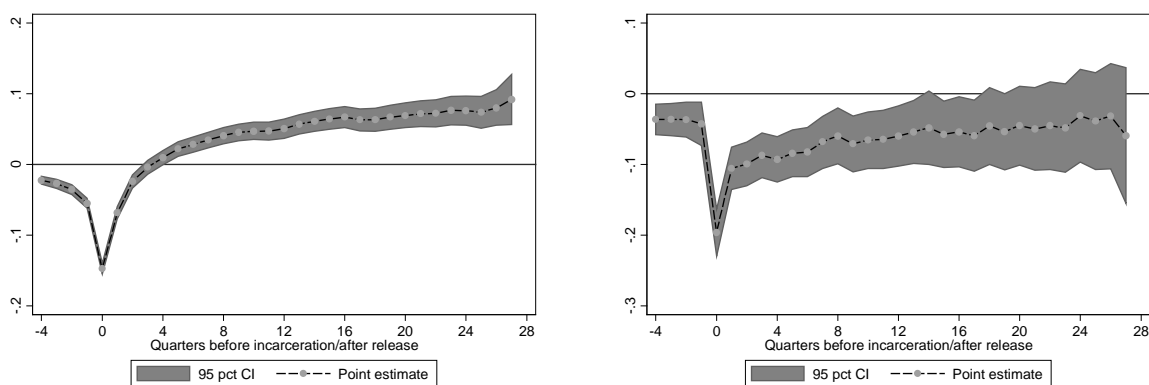 .2
.1
0
-.1
-.2
-4 0 4 8 12 16 20 24 28
Quarters before incarceration/after release
95 pct CI Point estimate
.1
0
-.1
-.2
-.3
-4 0 4 8 12 16 20 24 28
Quarters before incarceration/after release
95 pct CI Point estimate